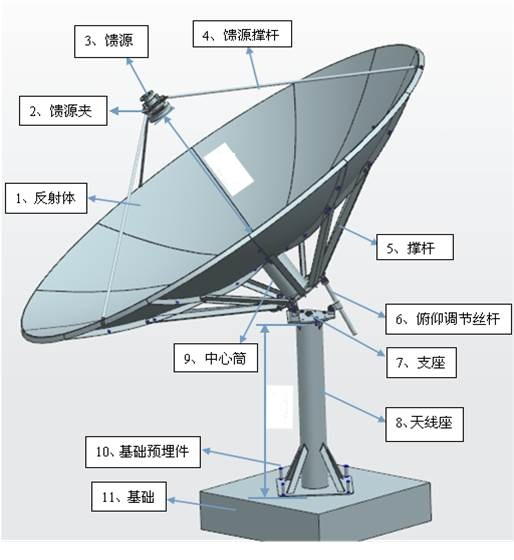 3、馈源
4、馈源撑杆
2、馈源夹
1、反射体
5、撑杆
6、俯仰调节丝杆
9、中心筒
7、支座
8、天线座
10、基础预埋件
11、基础